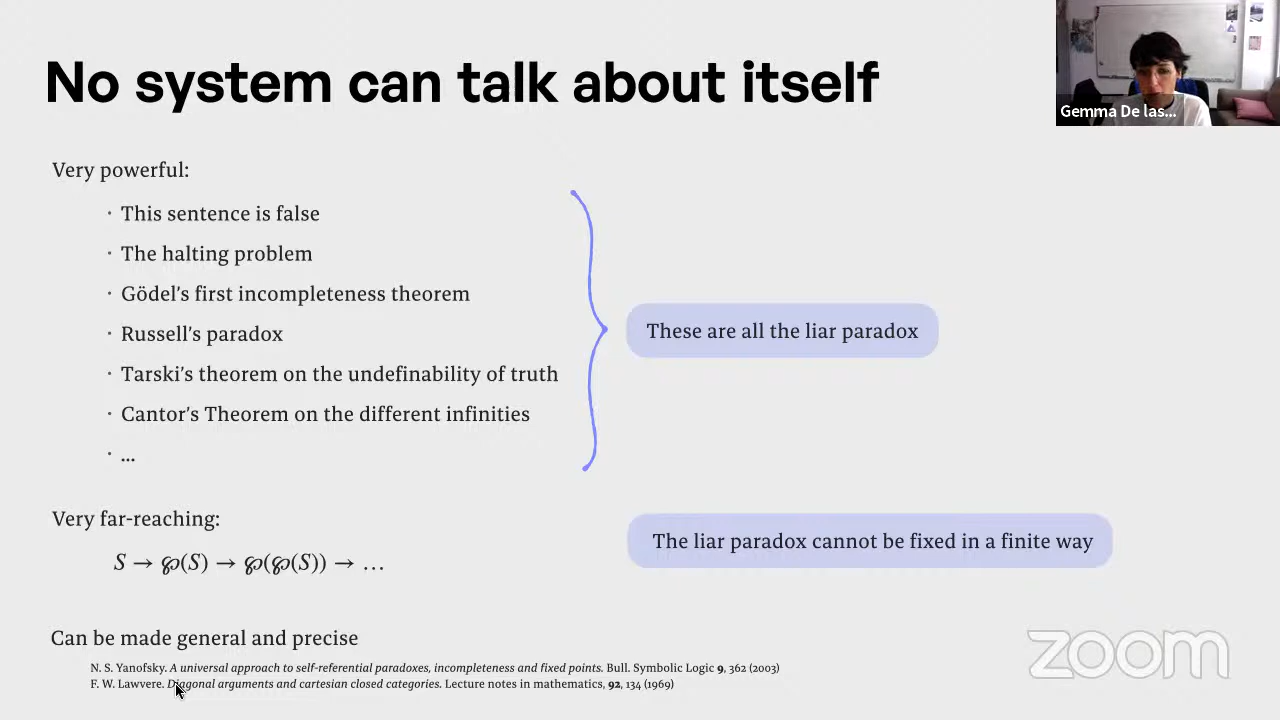 No system can talk about itself
Gemma De las...
Very powerful:
· This sentence is false
· The halting problem
· Gödel's first incompleteness theorem
· Russell's paradox
· Tarski's theorem on the undefinability of truth
· Cantor's Theorem on the different infinities
· ...
These are all the liar paradox
Very far-reaching:
S → ℘(S) → ℘(℘(S)) → …
The liar paradox cannot be fixed in a finite way
Can be made general and precise
N. S. Yanofsky. A universal approach to self-referential paradoxes, incompleteness and fixed points. Bull. Symbolic Logic 9, 362 (2003)
F. W. Lawvere. Diagonal arguments and cartesian closed categories. Lecture notes in mathematics, 92, 134 (1969)
zoom